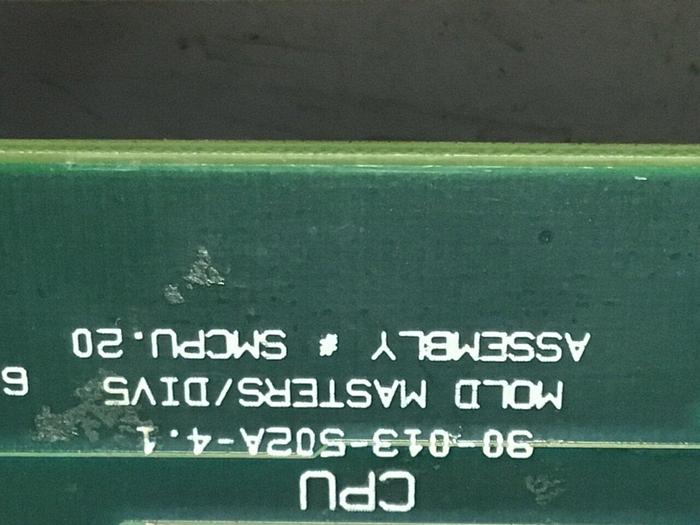 CPU
90-013-502A-4.1
MOLD MASTERS/DIV5
ASSEMBLY # SMCPU.20